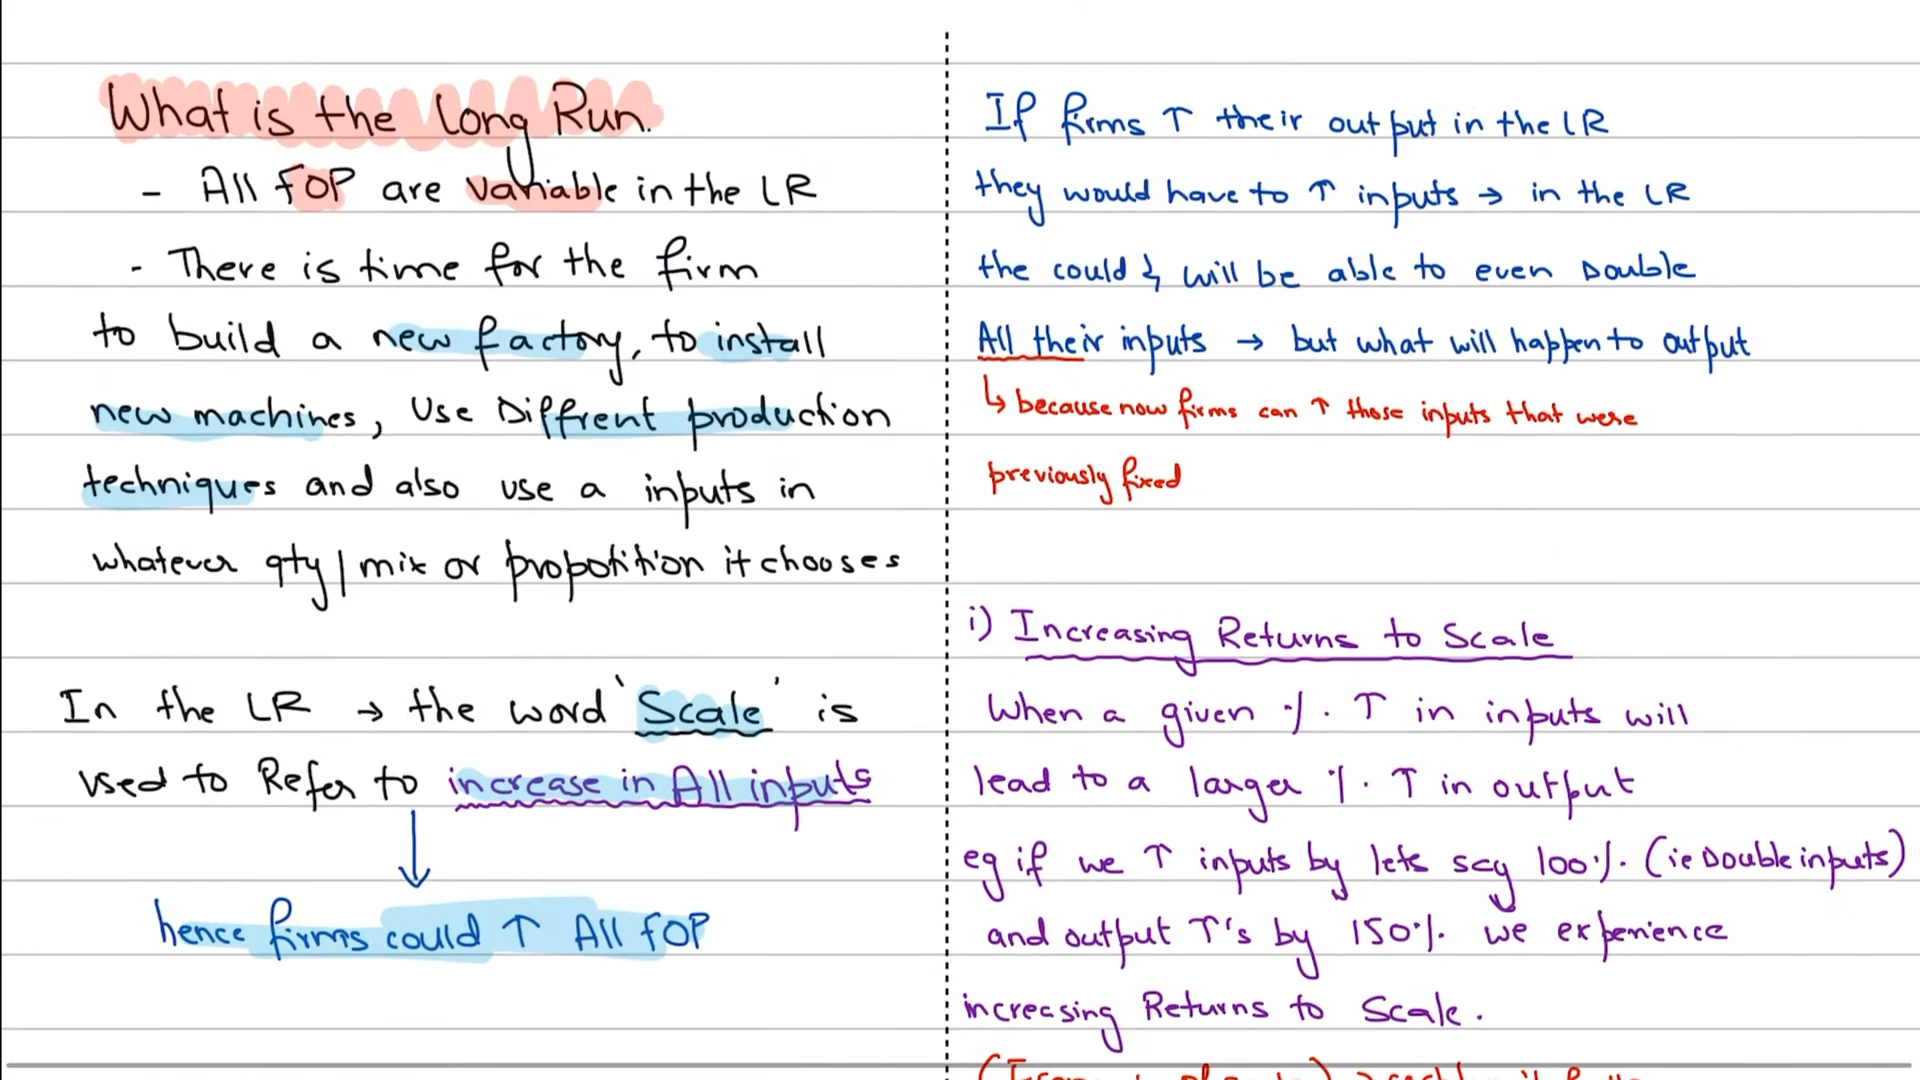 What is the Long Run.
- All FOP are variable in the LR
- There is time for the firm
to build a new factory, to install
new machines, Use Diffrent production
techniques and also use a inputs in
whatever qty/mix or propotition it chooses
In the LR → the word 'Scale' is
used to Refer to increase in All inputs
↓
hence firms could ↑ All FOP
If firms ↑ their output in the LR
they would have to ↑ inputs → in the LR
the could & will be able to even Double
All their inputs → but what will happen to output
↳ because now firms can ↑ those inputs that were
previously fixed
i) Increasing Returns to Scale
When a given %. ↑ in inputs will
lead to a larger %. ↑ in output
eg if we ↑ inputs by lets say 100%. (ie Double inputs)
and output ↑'s by 150%. we experience
increasing Returns to Scale.